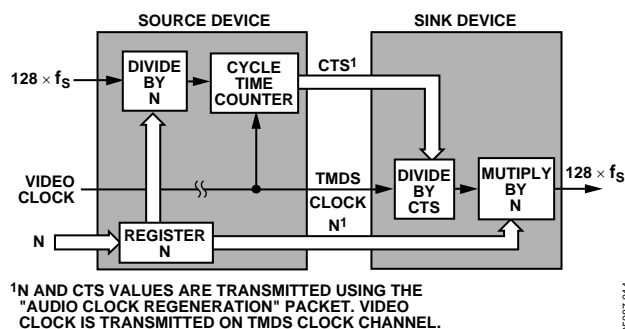 SOURCE DEVICE
SINK DEVICE
128 × fS
DIVIDE
BY
N
CYCLE
TIME
COUNTER
CTS1
VIDEO
CLOCK
TMDS
CLOCK
N1
DIVIDE
BY
CTS
MUTIPLY
BY
N
128 × fS
N
REGISTER
N
1N AND CTS VALUES ARE TRANSMITTED USING THE
"AUDIO CLOCK REGENERATION" PACKET. VIDEO
CLOCK IS TRANSMITTED ON TMDS CLOCK CHANNEL.